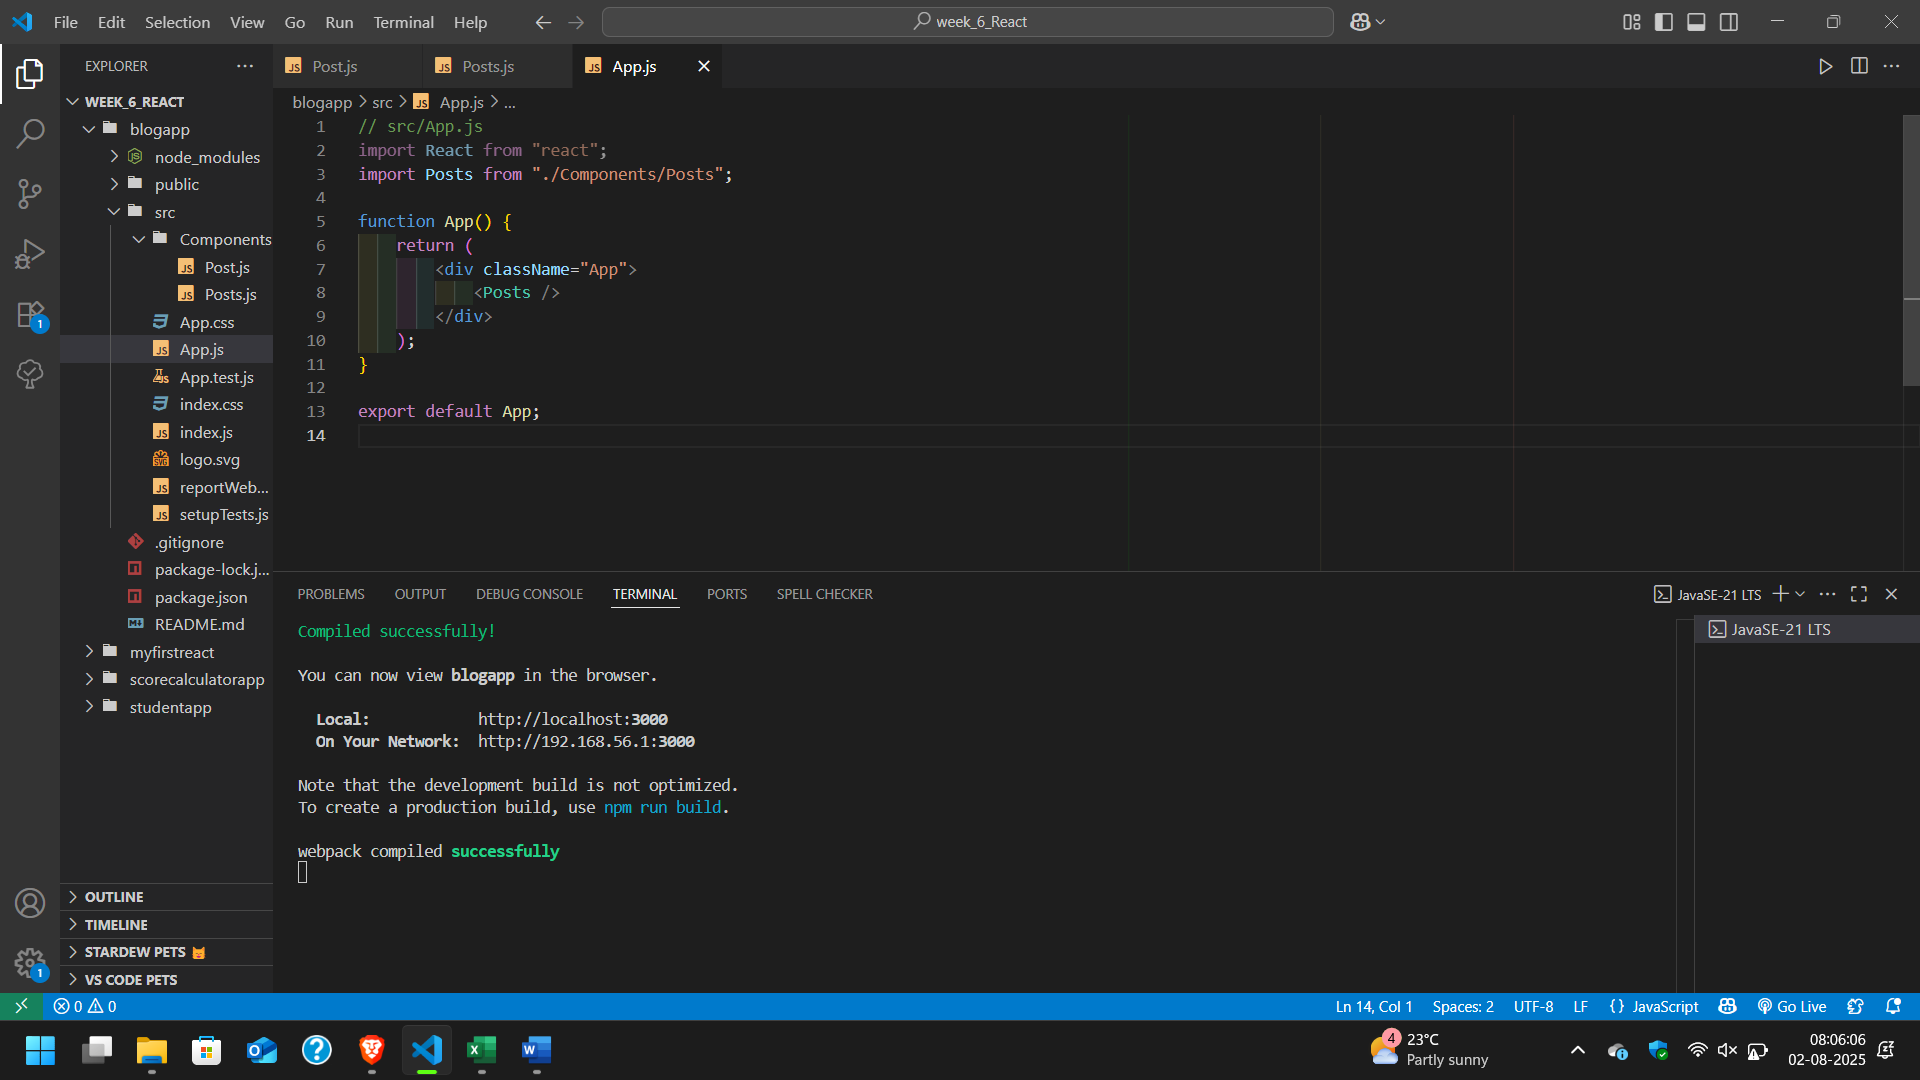 File Edit Selection View Go Run Terminal Help
week_6_React
EXPLORER
Post.js
Posts.js
App.js
WEEK_6_REACT
blogapp
node_modules
public
src
Components
Post.js
Posts.js
App.css
App.js
App.test.js
index.css
index.js
logo.svg
reportWeb...
setupTests.js
.gitignore
package-lock.j...
package.json
README.md
myfirstreact
scorecalculatorapp
studentapp
OUTLINE
TIMELINE
STARDEW PETS
VS CODE PETS
blogapp > src > JS App.js > ...
1 // src/App.js
2 import React from "react";
3 import Posts from "./Components/Posts";
4
5 function App() {
6 return (
7 <div className="App">
8 <Posts />
9 </div>
10 );
11 }
12
13 export default App;
14
PROBLEMS OUTPUT DEBUG CONSOLE TERMINAL PORTS SPELL CHECKER
JavaSE-21 LTS
JavaSE-21 LTS
Compiled successfully!
You can now view blogapp in the browser.
Local: http://localhost:3000
On Your Network: http://192.168.56.1:3000
Note that the development build is not optimized.
To create a production build, use npm run build.
webpack compiled successfully
1
1
0 0
Ln 14, Col 1 Spaces: 2 UTF-8 LF {} JavaScript Go Live
4
23°C
Partly sunny
08:06:06
02-08-2025